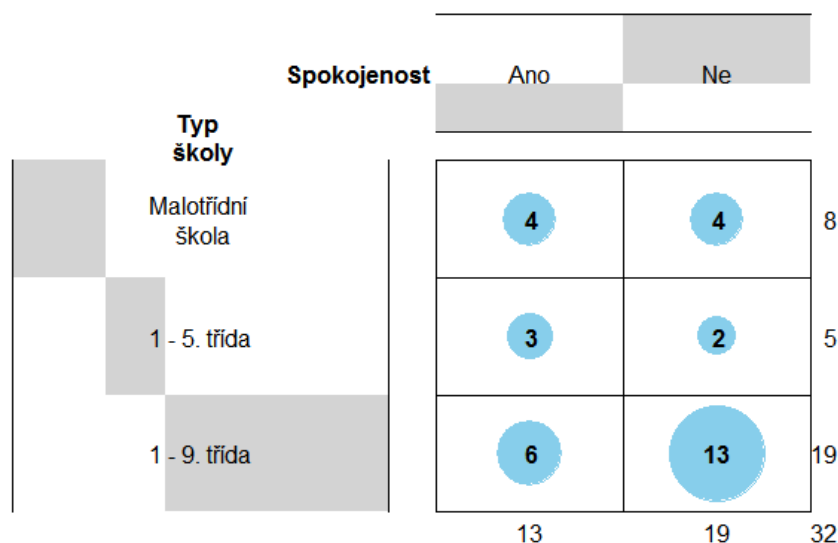 Spokojenost Ano Ne
Typ
školy
Malotřídní
škola
4 4 8
1 - 5. třída 3 2 5
1 - 9. třída 6 13 19
13 19 32